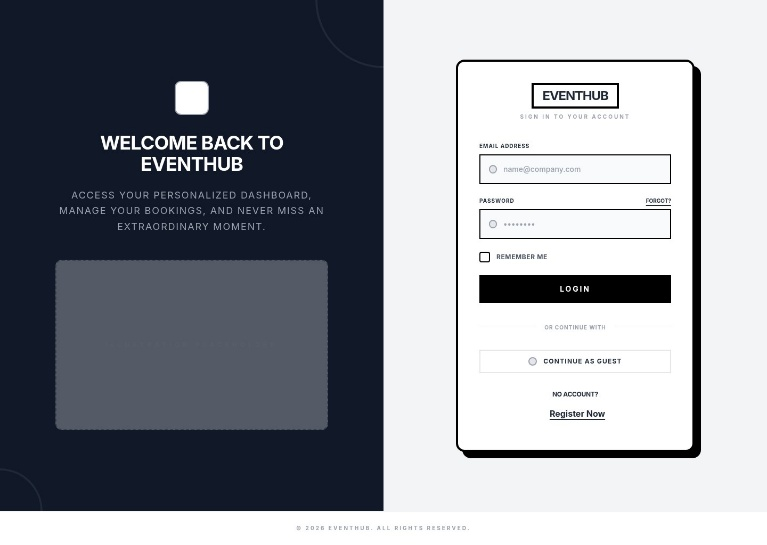 WELCOME BACK TO
EVENTHUB
ACCESS YOUR PERSONALIZED DASHBOARD,
MANAGE YOUR BOOKINGS, AND NEVER MISS AN
EXTRAORDINARY MOMENT.
EVENTHUB
SIGN IN TO YOUR ACCOUNT
EMAIL ADDRESS
name@company.com
PASSWORD
FORGOT?
••••••••
REMEMBER ME
LOGIN
OR CONTINUE WITH
CONTINUE AS GUEST
NO ACCOUNT?
Register Now
© 2026 EVENTHUB. ALL RIGHTS RESERVED.